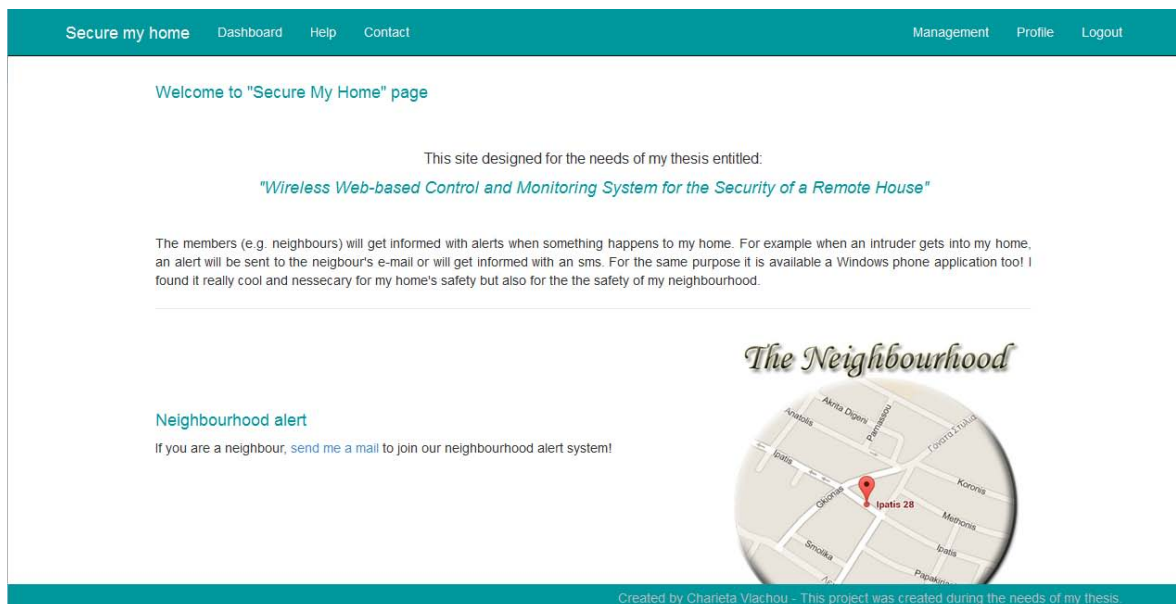 Secure my home Dashboard Help Contact Management Profile Logout
Welcome to "Secure My Home" page
This site designed for the needs of my thesis entitled:
"Wireless Web-based Control and Monitoring System for the Security of a Remote House"
The members (e.g. neighbours) will get informed with alerts when something happens to my home. For example when an intruder gets into my home,
an alert will be sent to the neigbour's e-mail or will get informed with an sms. For the same purpose it is available a Windows phone application too! I
found it really cool and nessecary for my home's safety but also for the the safety of my neighbourhood.
The Neighbourhood
Neighbourhood alert
If you are a neighbour, send me a mail to join our neighbourhood alert system!
Akrita Digeni
Anatolis
Parnassou
Γονατά Στυλια
Ipatis
Koronis
Gkionas
Ipatis 28
Methonis
Ipatis
Smolika
Created by Charieta Vlachou - This project was created during the needs of my thesis.